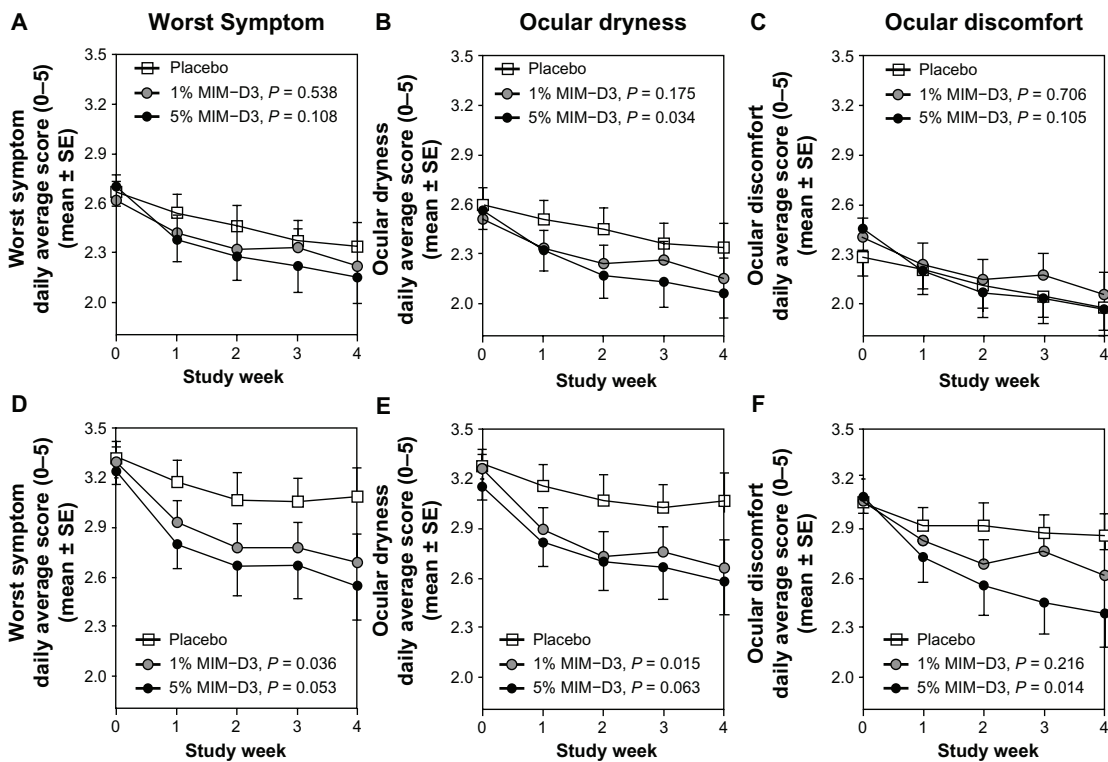 A Worst Symptom
Worst symptom
daily average score (0–5)
(mean ± SE)
3.5
3.2
2.9
2.6
2.3
2.0
Placebo
1% MIM–D3, P = 0.538
5% MIM–D3, P = 0.108
0 1 2 3 4
Study week
B Ocular dryness
Ocular dryness
daily average score (0–5)
(mean ± SE)
3.5
3.2
2.9
2.6
2.3
2.0
Placebo
1% MIM–D3, P = 0.175
5% MIM–D3, P = 0.034
0 1 2 3 4
Study week
C Ocular discomfort
Ocular discomfort
daily average score (0–5)
(mean ± SE)
3.5
3.2
2.9
2.6
2.3
2.0
Placebo
1% MIM–D3, P = 0.706
5% MIM–D3, P = 0.105
0 1 2 3 4
Study week
D
Worst symptom
daily average score (0–5)
(mean ± SE)
3.5
3.2
2.9
2.6
2.3
2.0
Placebo
1% MIM–D3, P = 0.036
5% MIM–D3, P = 0.053
0 1 2 3 4
Study week
E
Ocular dryness
daily average score (0–5)
(mean ± SE)
3.5
3.2
2.9
2.6
2.3
2.0
Placebo
1% MIM–D3, P = 0.015
5% MIM–D3, P = 0.063
0 1 2 3 4
Study week
F
Ocular discomfort
daily average score (0–5)
(mean ± SE)
3.5
3.2
2.9
2.6
2.3
2.0
Placebo
1% MIM–D3, P = 0.216
5% MIM–D3, P = 0.014
0 1 2 3 4
Study week